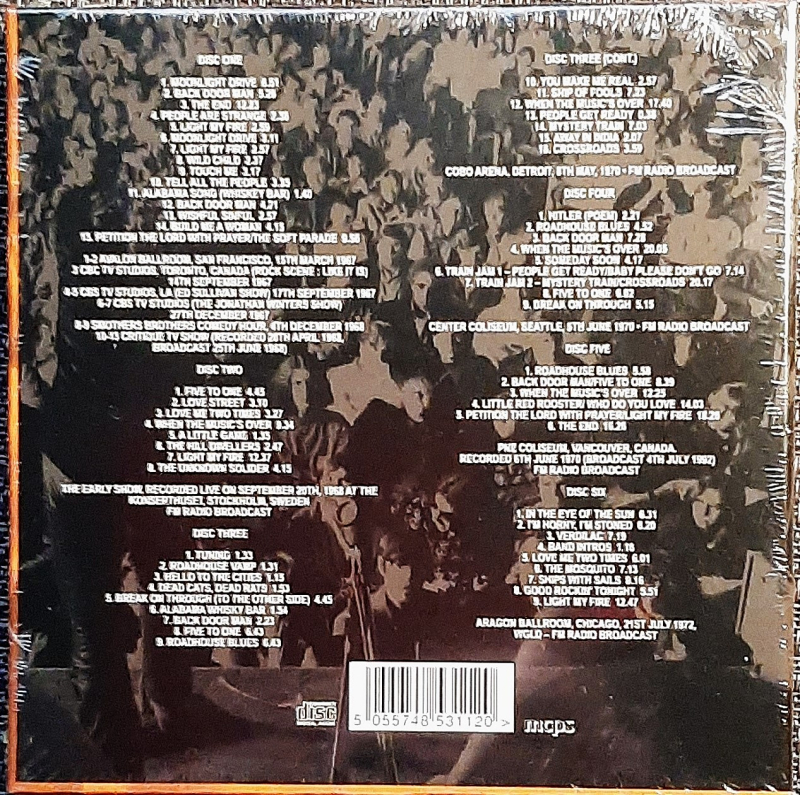 DISC ONE
1. MOONLIGHT DRIVE 6.51
2. BACK DOOR MAN 5.26
3. THE END 12.23
4. PEOPLE ARE STRANGE
5. LIGHT MY FIRE
6. MOONLIGHT DRIVE 3.11
7. LIGHT MY FIRE 2.57
8. WILD CHILD 2.37
9. TOUCH ME 3.17
10. TELL ALL THE PEOPLE 3.35
11. ALABAMA SONG (WHISKEY BAR) 1.40
12. BACK DOOR MAN 4.21
13. WISHFUL SINFUL 2.57
14. BUILD ME A WOMAN 4.13
15. PETITION THE LORD WITH PRAYER/THE SOFT PARADE 9.58
1-2 AVALON BALLROOM, SAN FRANCISCO, 15TH MARCH 1967
3 CBC TV STUDIOS, TORONTO, CANADA (ROCK SCENE : LIKE IT IS)
14TH SEPTEMBER 1967
4-5 CBS TV STUDIOS, LA (ED SULLIVAN SHOW) 17TH SEPTEMBER 1967
6-7 CBS TV STUDIOS (THE JONATHAN WINTERS SHOW)
27TH DECEMBER 1967
8-9 SMOTHERS BROTHERS COMEDY HOUR, 4TH DECEMBER 1968
10-13 CRITIQUE TV SHOW (RECORDED 28TH APRIL 1969,
BROADCAST 25TH JUNE 1969)
DISC TWO
1. FIVE TO ONE 4.43
2. LOVE STREET 3.10
3. LOVE ME TWO TIMES 3.27
4. WHEN THE MUSIC'S OVER 9.34
5. A LITTLE GAME 1.33
6. THE HILL DWELLERS 2.47
7. LIGHT MY FIRE 12.37
8. THE UNKNOWN SOLIDER 4.15
THE EARLY SHOW, RECORDED LIVE ON SEPTEMBER 20TH, 1968 AT THE
KONSERTHUSET, STOCKHOLM, SWEDEN
FM RADIO BROADCAST
DISC THREE
1. TUNING 1.33
2. ROADHOUSE VAMP 1.31
3. HELLO TO THE CITIES 1.15
4. DEAD CATS, DEAD RATS 1.53
5. BREAK ON THROUGH (TO THE OTHER SIDE) 4.45
6. ALABAMA WHISKY BAR 1.54
7. BACK DOOR MAN 2.23
8. FIVE TO ONE 6.43
9. ROADHOUSE BLUES 6.43
DISC THREE (CONT.)
10. YOU MAKE ME REAL 2.57
11. SHIP OF FOOLS 7.23
12. WHEN THE MUSIC'S OVER 17.40
13. PEOPLE GET READY 0.38
14. MYSTERY TRAIN 7.03
15. AWAY IN INDIA 2.07
16. CROSSROADS 3.59
COBO ARENA, DETROIT, 8TH MAY, 1970 • FM RADIO BROADCAST
DISC FOUR
1. HITLER (POEM) 2.21
2. ROADHOUSE BLUES 4.52
3. BACK DOOR MAN 7.28
4. WHEN THE MUSIC'S OVER 20.05
5. SOMEDAY SOON 4.17
6. TRAIN JAM 1 – PEOPLE GET READY/BABY PLEASE DON'T GO 7.14
7. TRAIN JAM 2 – MYSTERY TRAIN/CROSSROADS 20.17
8. FIVE TO ONE 6.02
9. BREAK ON THROUGH 5.15
CENTER COLISEUM, SEATTLE, 5TH JUNE 1970 • FM RADIO BROADCAST
DISC FIVE
1. ROADHOUSE BLUES 5.58
2. BACK DOOR MAN/FIVE TO ONE 8.39
3. WHEN THE MUSIC'S OVER 12.23
4. LITTLE RED ROOSTER/ WHO DO YOU LOVE 14.03
5. PETITION THE LORD WITH PRAYER/LIGHT MY FIRE 18.28
6. THE END 16.26
PNE COLISEUM, VANCOUVER, CANADA
RECORDED 6TH JUNE 1970 (BROADCAST 4TH JULY 1992)
FM RADIO BROADCAST
DISC SIX
1. IN THE EYE OF THE SUN 6.31
2. I'M HORNY, I'M STONED 6.20
3. VERDILAC 7.19
4. BAND INTROS 1.18
5. LOVE ME TWO TIMES 6.01
6. THE MOSQUITO 7.13
7. SHIPS WITH SAILS 8.16
8. GOOD ROCKIN' TONIGHT 5.51
9. LIGHT MY FIRE 12.47
ARAGON BALLROOM, CHICAGO, 21ST JULY 1972,
WGLD – FM RADIO BROADCAST
disc
5 055748 531120 >
mcps